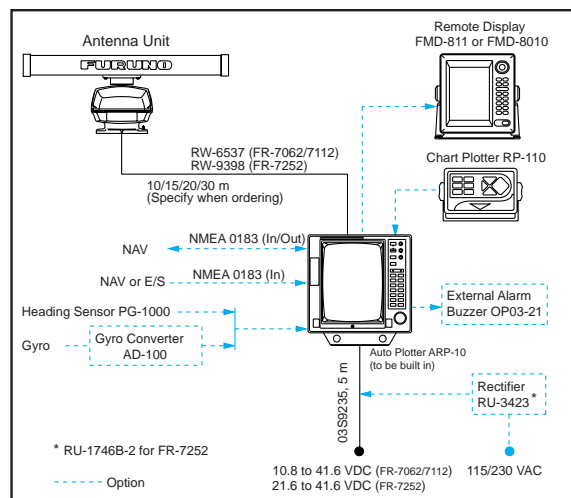 Antenna Unit
FURUNO
Remote Display
FMD-811 or FMD-8010
RW-6537 (FR-7062/7112)
RW-9398 (FR-7252)
10/15/20/30 m
(Specify when ordering)
Chart Plotter RP-110
NAV
NMEA 0183 (In/Out)
NAV or E/S
NMEA 0183 (In)
Heading Sensor PG-1000
Gyro
Gyro Converter
AD-100
External Alarm
Buzzer OP03-21
Auto Plotter ARP-10
(to be built in)
03S9235, 5 m
Rectifier
RU-3423 *
* RU-1746B-2 for FR-7252
Option
10.8 to 41.6 VDC (FR-7062/7112)
21.6 to 41.6 VDC (FR-7252)
115/230 VAC